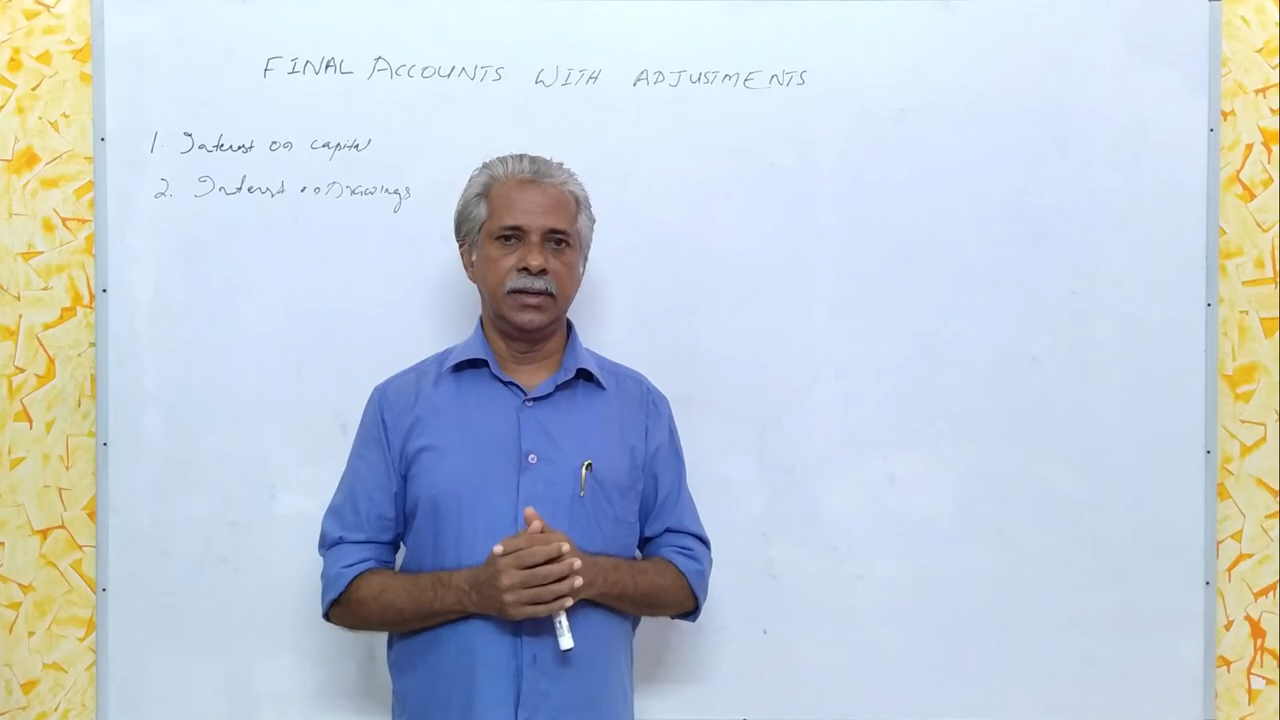 FINAL ACCOUNTS WITH ADJUSTMENTS
1. Interest on capital
2. Interest on Drawings